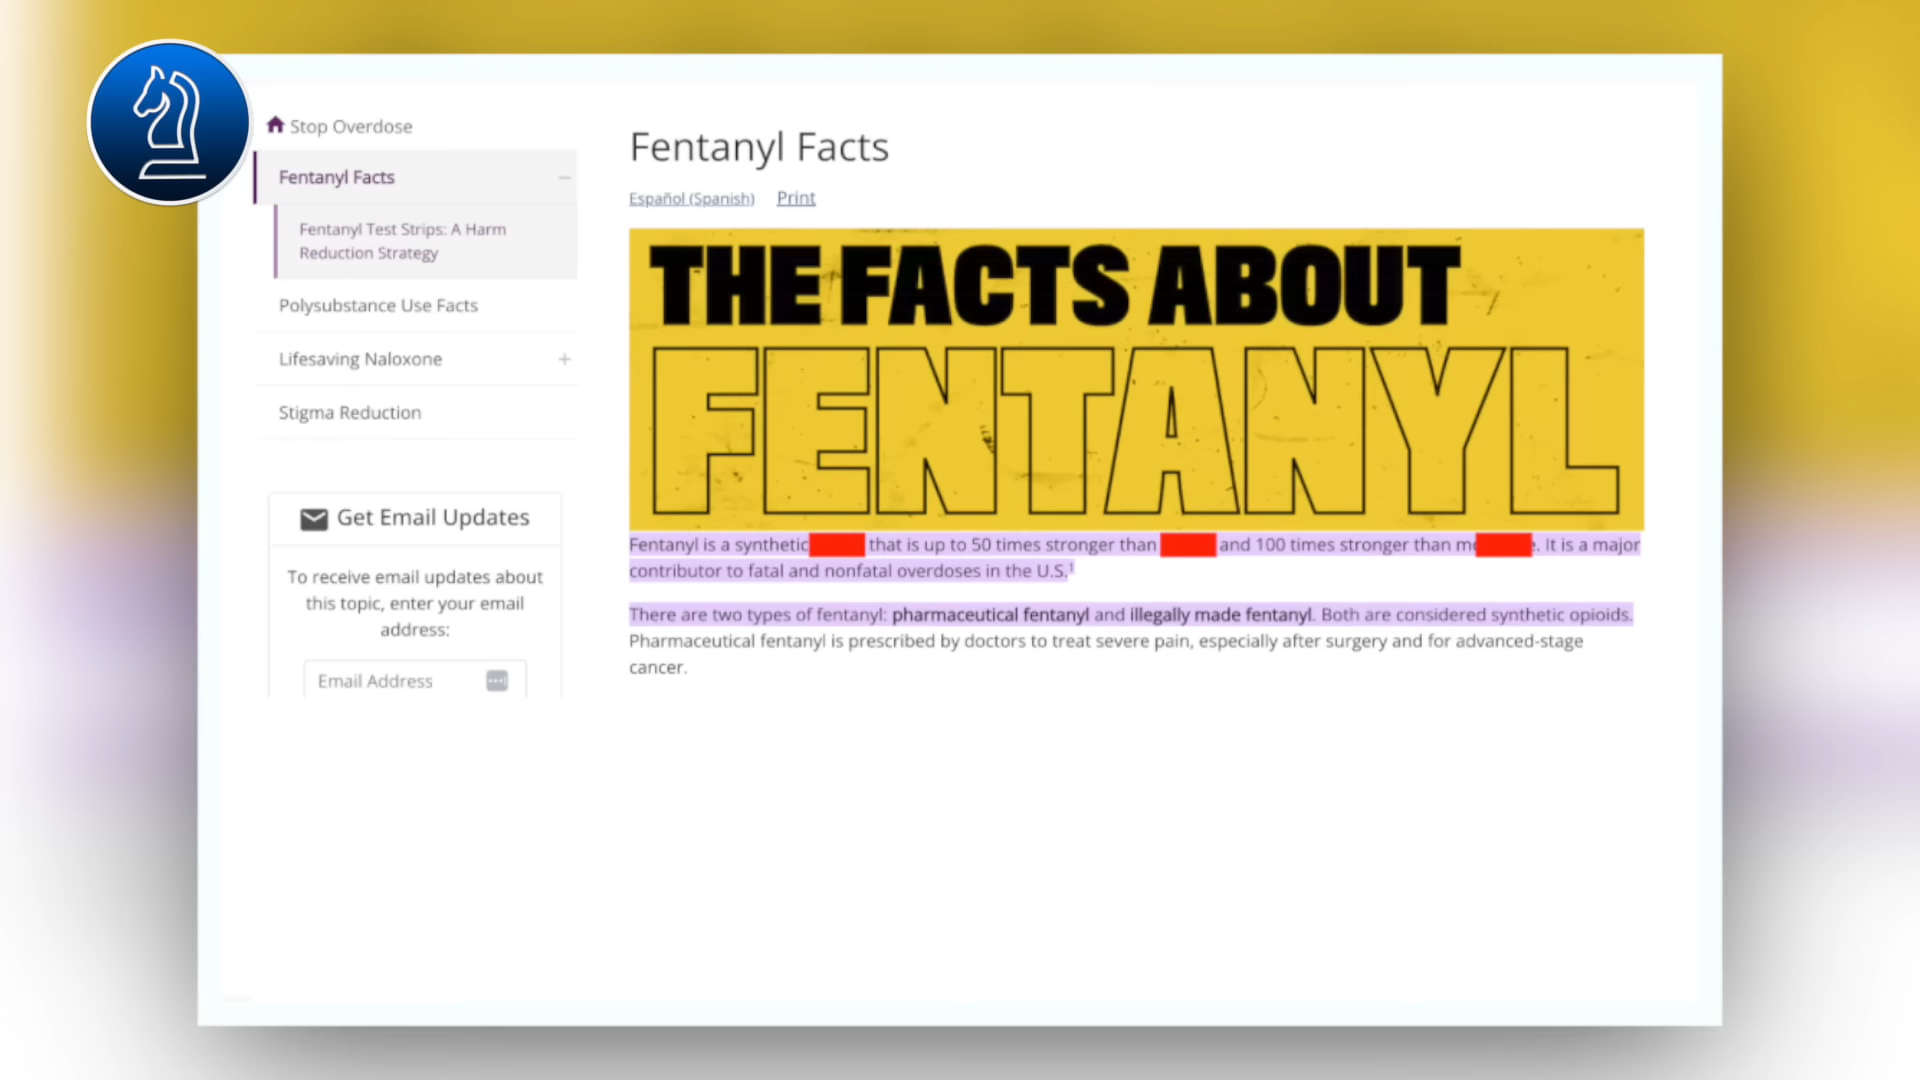 Stop Overdose
Fentanyl Facts
Fentanyl Test Strips: A Harm
Reduction Strategy
Polysubstance Use Facts
Lifesaving Naloxone
Stigma Reduction
Get Email Updates
To receive email updates about
this topic, enter your email
address:
Email Address
Fentanyl Facts
Español (Spanish) Print
THE FACTS ABOUT
FENTANYL
Fentanyl is a synthetic that is up to 50 times stronger than and 100 times stronger than . It is a major
contributor to fatal and nonfatal overdoses in the U.S.¹
There are two types of fentanyl: pharmaceutical fentanyl and illegally made fentanyl. Both are considered synthetic opioids.
Pharmaceutical fentanyl is prescribed by doctors to treat severe pain, especially after surgery and for advanced-stage
cancer.